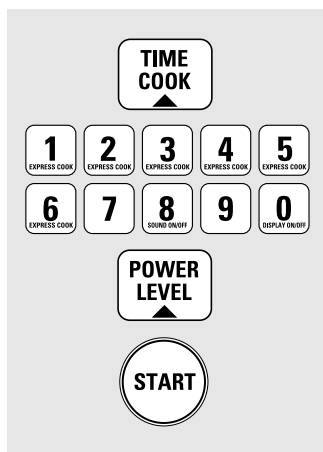 TIME
COOK
1 2 3 4 5
EXPRESS COOK EXPRESS COOK EXPRESS COOK EXPRESS COOK EXPRESS COOK
6 7 8 9 0
EXPRESS COOK SOUND ON/OFF DISPLAY ON/OFF
POWER
LEVEL
START